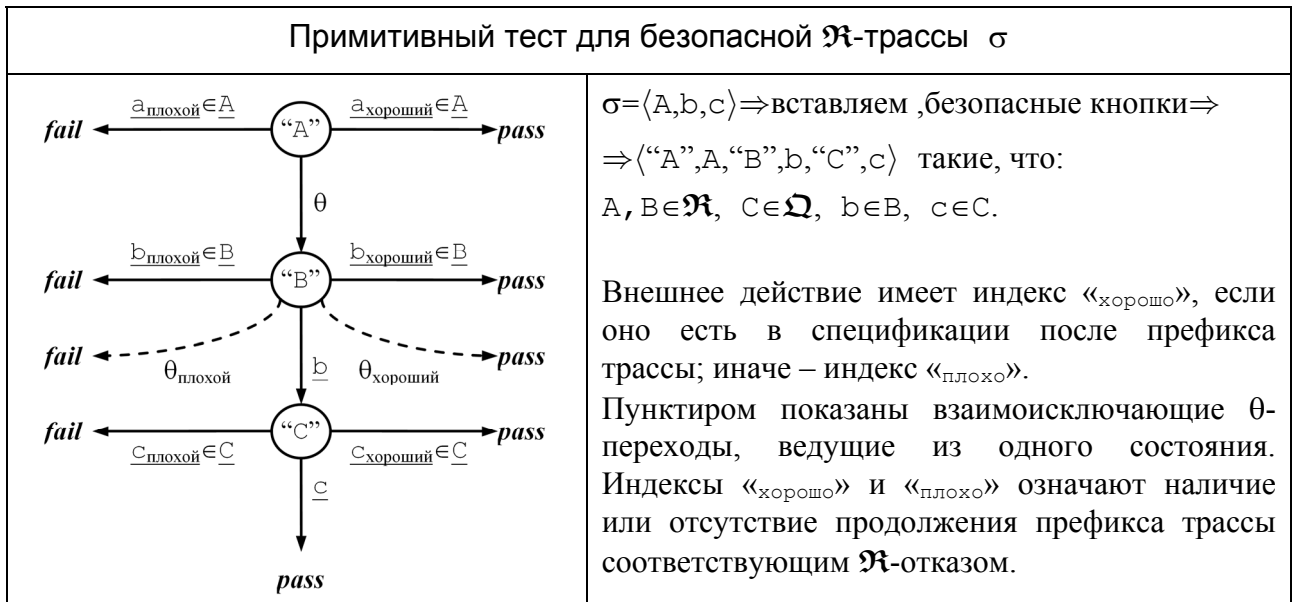 Примитивный тест для безопасной ℜ-трассы σ
fail a_плохой∈A “A” a_хороший∈A pass
θ
fail b_плохой∈B “B” b_хороший∈B pass
fail θ_плохой b θ_хороший pass
fail c_плохой∈C “C” c_хороший∈C pass
c
pass
σ=⟨A,b,c⟩⇒вставляем ,безопасные кнопки⇒
⇒⟨“A”,A,“B”,b,“C”,c⟩ такие, что:
A,B∈ℜ, C∈𝔔, b∈B, c∈C.
Внешнее действие имеет индекс «хорошо», если
оно есть в спецификации после префикса
трассы; иначе – индекс «плохо».
Пунктиром показаны взаимоисключающие θ-
переходы, ведущие из одного состояния.
Индексы «хорошо» и «плохо» означают наличие
или отсутствие продолжения префикса трассы
соответствующим ℜ-отказом.